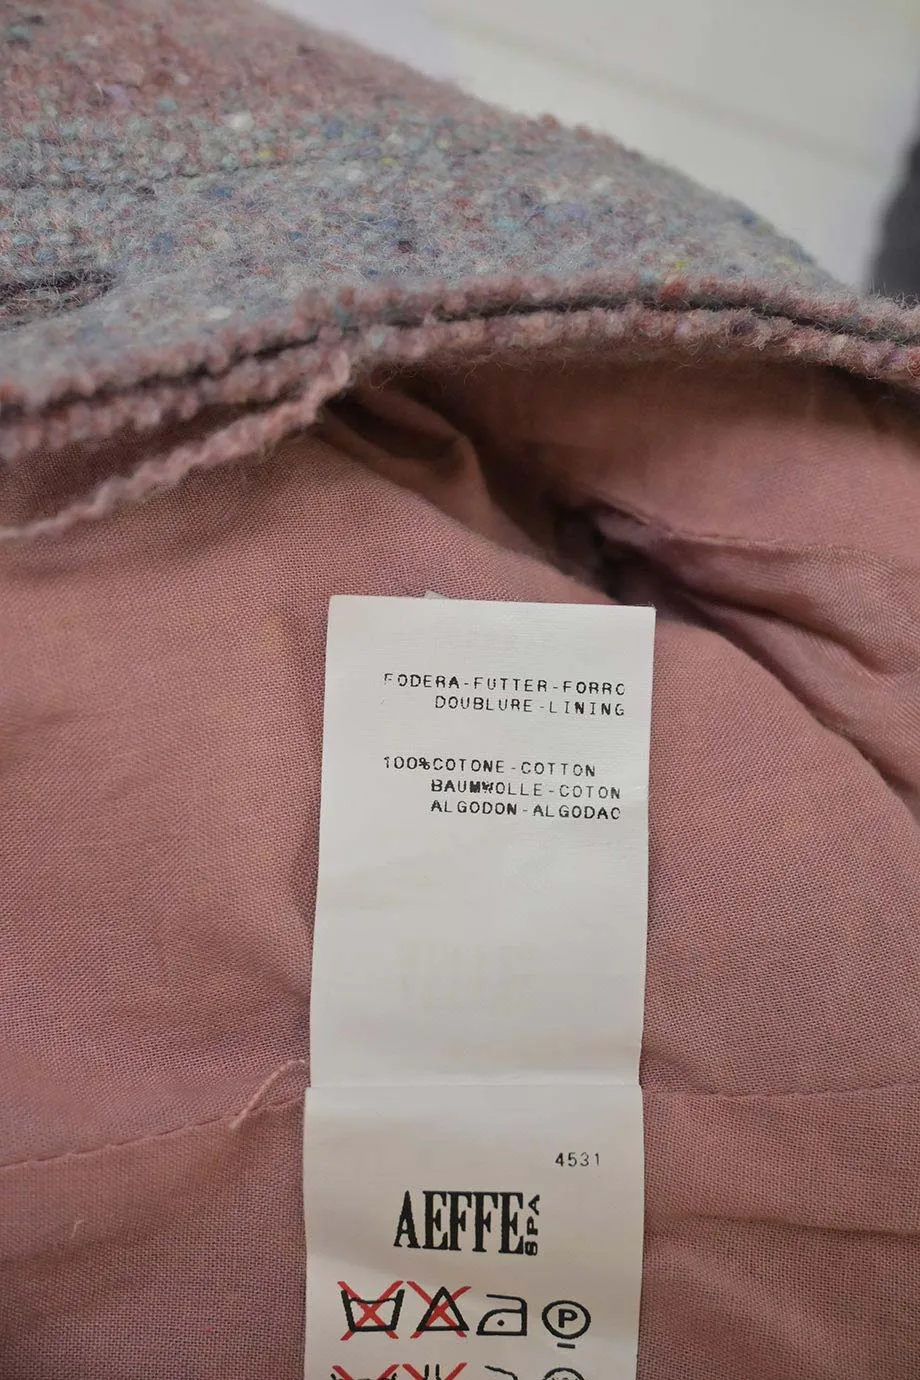 FODERA-FUTTER-FORRO
DOUBLURE-LINING
100%COTONE-COTTON
BAUMWOLLE-COTON
ALGODON-ALGODAO
4531
AEFFE SPA
P